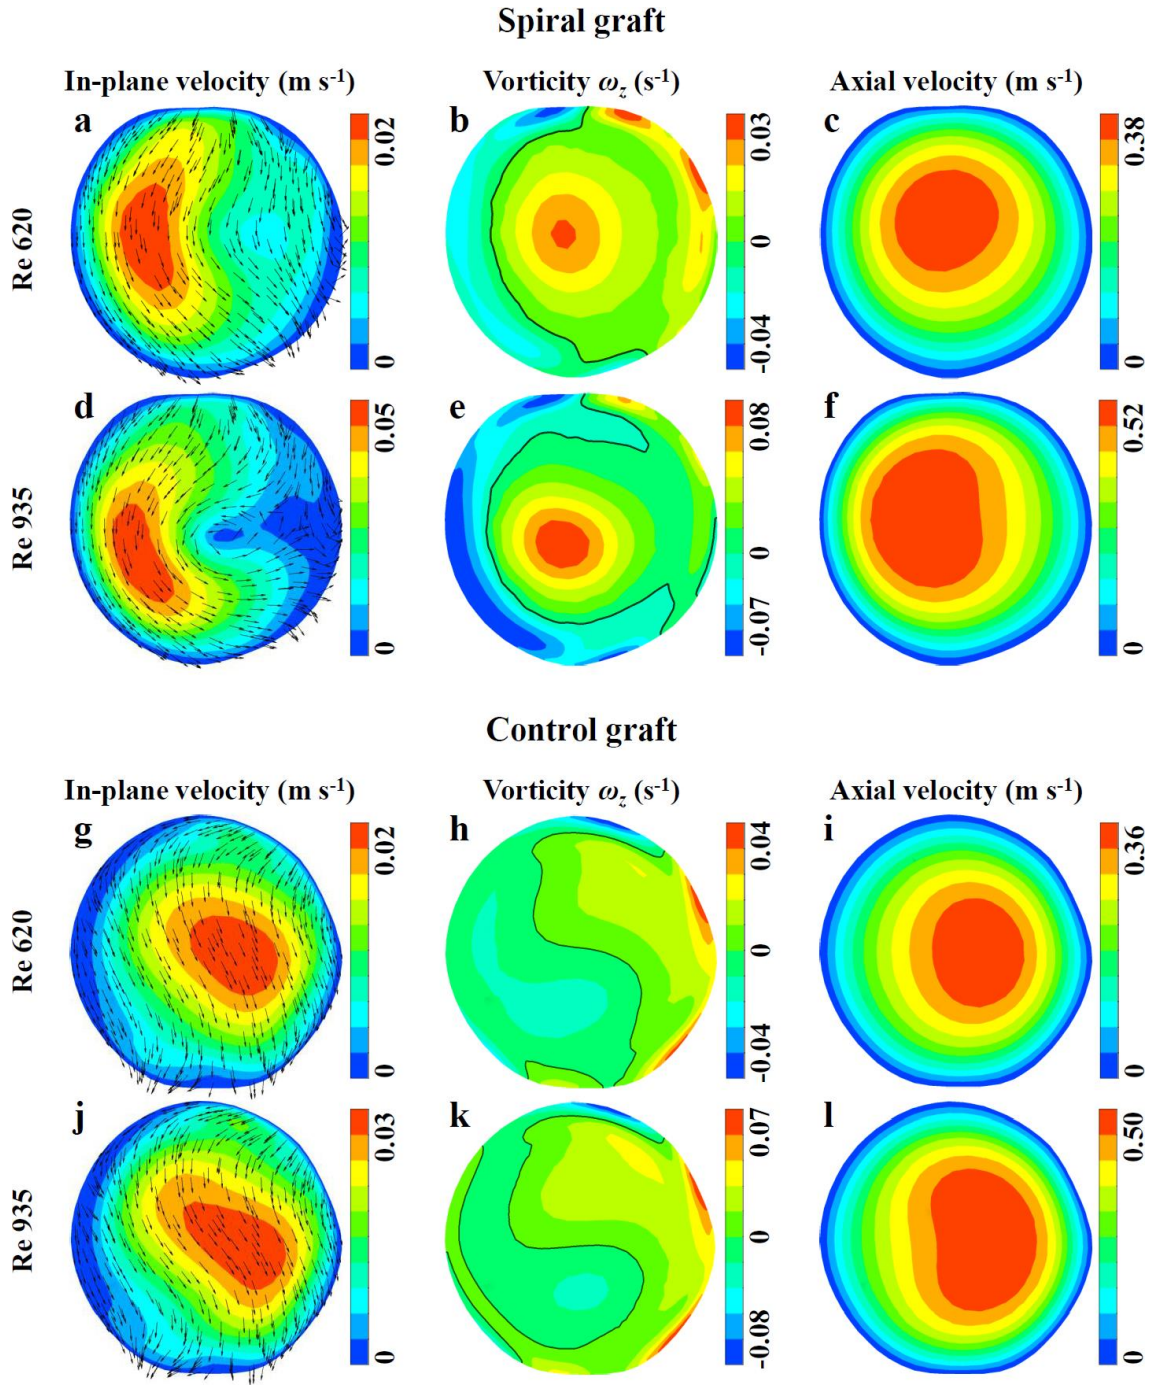 Spiral graft
In-plane velocity (m s⁻¹)
Vorticity ω_z (s⁻¹)
Axial velocity (m s⁻¹)
Re 620
a
0.02
0
b
0.03
0
-0.04
c
0.38
0
Re 935
d
0.05
0
e
0.08
0
-0.07
f
0.52
0
Control graft
In-plane velocity (m s⁻¹)
Vorticity ω_z (s⁻¹)
Axial velocity (m s⁻¹)
Re 620
g
0.02
0
h
0.04
0
-0.04
i
0.36
0
Re 935
j
0.03
0
k
0.07
0
-0.08
l
0.50
0